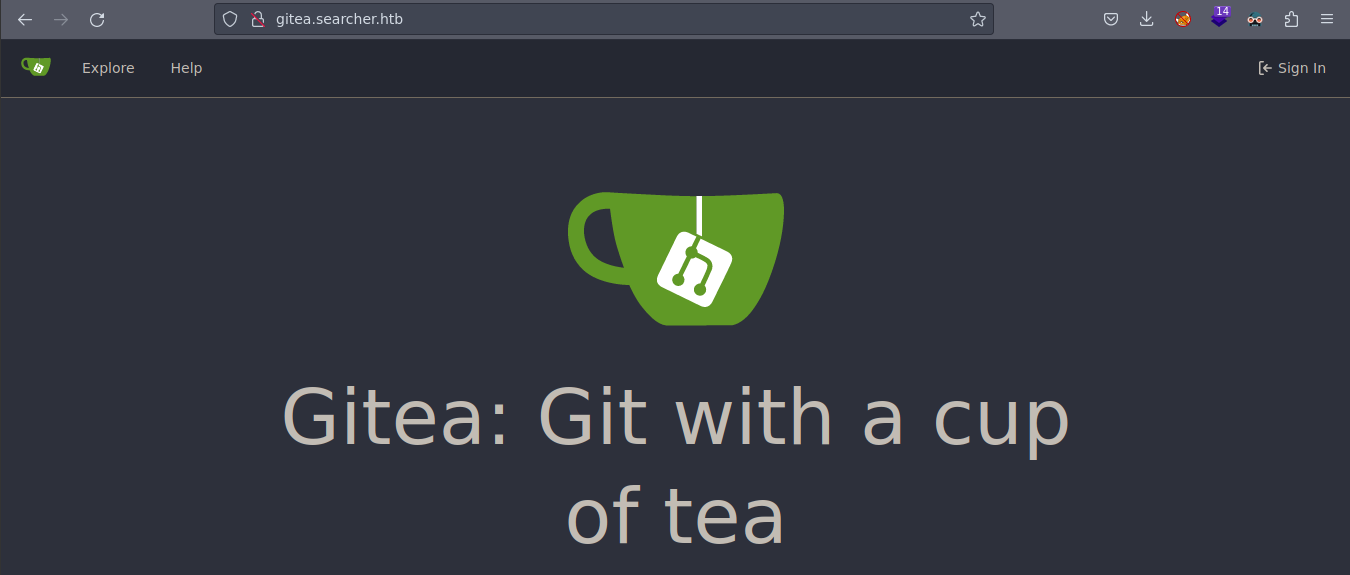 gitea.searcher.htb
14
Explore
Help
Sign In
Gitea: Git with a cup
of tea